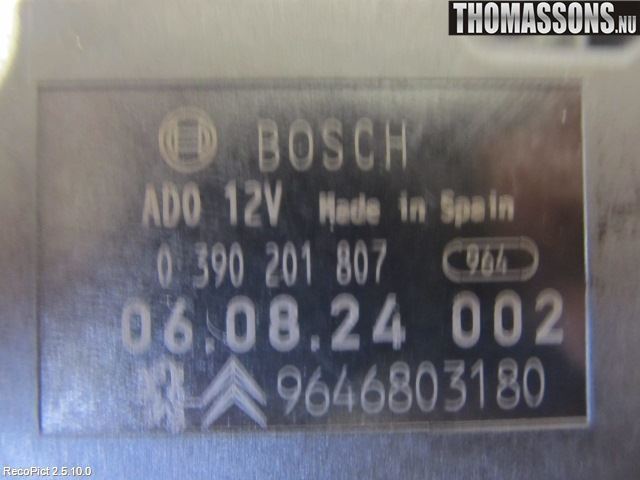 THOMASSONS.NU
BOSCH
ADO 12V Made in Spain
0 390 201 807 964
06.08.24 002
9646803180
RecoPict 2.5.10.0